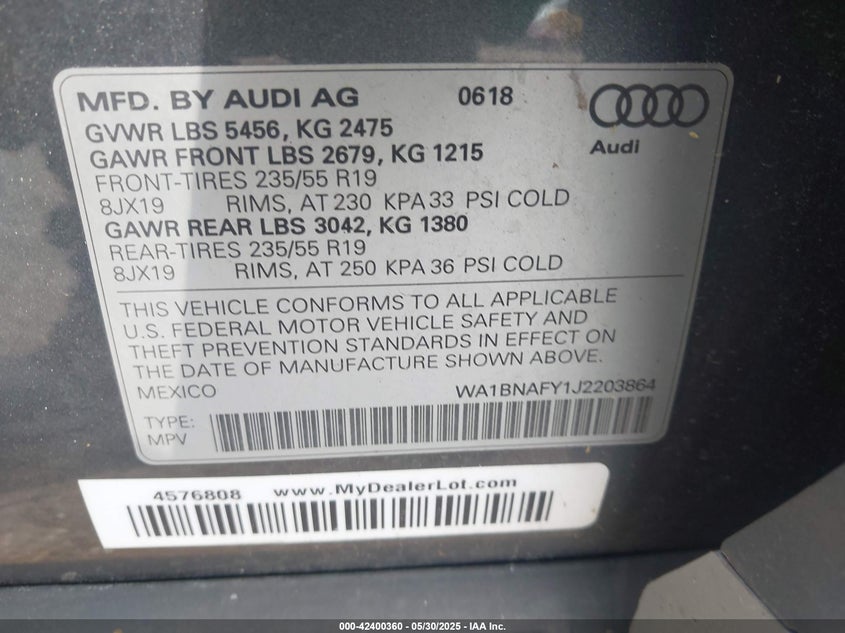 MFD. BY AUDI AG 0618
Audi
GVWR LBS 5456, KG 2475
GAWR FRONT LBS 2679, KG 1215
FRONT-TIRES 235/55 R19
8JX19 RIMS, AT 230 KPA 33 PSI COLD
GAWR REAR LBS 3042, KG 1380
REAR-TIRES 235/55 R19
8JX19 RIMS, AT 250 KPA 36 PSI COLD
THIS VEHICLE CONFORMS TO ALL APPLICABLE
U.S. FEDERAL MOTOR VEHICLE SAFETY AND
THEFT PREVENTION STANDARDS IN EFFECT ON
THE DATE OF MANUFACTURE SHOWN ABOVE.
MEXICO WA1BNAFY1J2203864
TYPE:
MPV
4576808 www.MyDealerLot.com
000-42400360 - 05/30/2025 - IAA Inc.